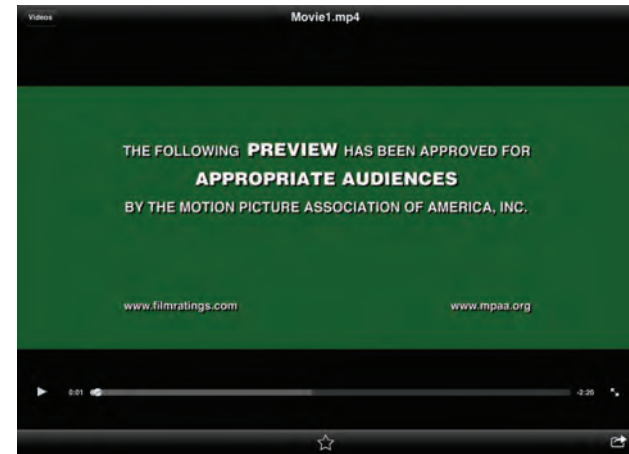 Videos
Movie1.mp4
THE FOLLOWING PREVIEW HAS BEEN APPROVED FOR
APPROPRIATE AUDIENCES
BY THE MOTION PICTURE ASSOCIATION OF AMERICA, INC.
www.filmratings.com
www.mpaa.org
0:01
-2:20